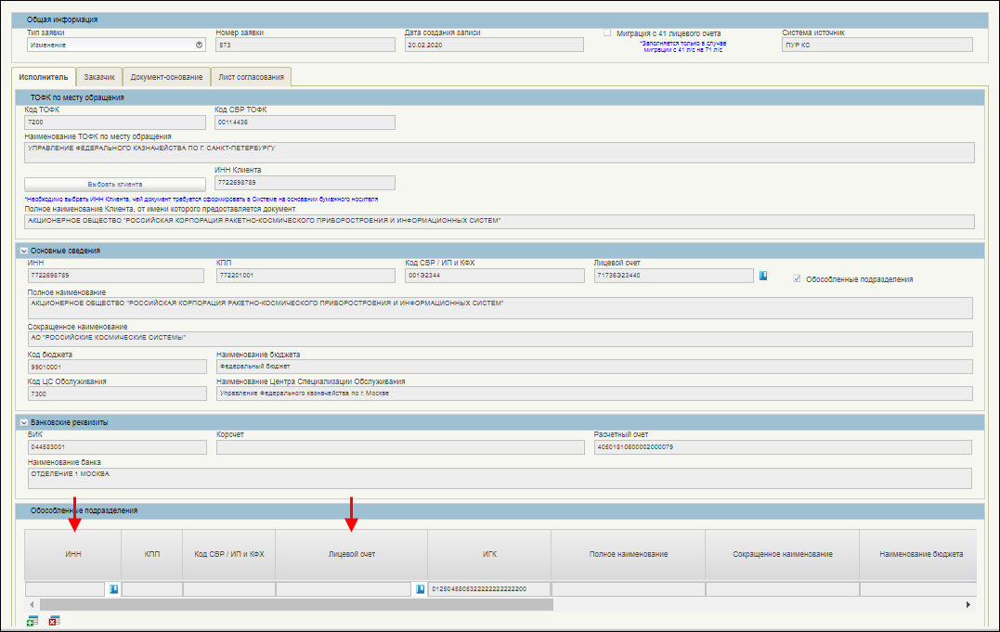 Общая информация
Тип заявки Номер заявки Дата создания записи Миграция с 41 лицевого счета Система источник
Изменение 573 20.02.2020 *Заполняется только в случае ПУР КС
миграции с 41 л/с на 71 л/с
Исполнитель Заказчик Документ-основание Лист согласования
ТОФК по месту обращения
Код ТОФК Код СВР ТОФК
7200 00114436
Наименование ТОФК по месту обращения
УПРАВЛЕНИЕ ФЕДЕРАЛЬНОГО КАЗНАЧЕЙСТВА ПО Г. САНКТ-ПЕТЕРБУРГУ
ИНН Клиента
Выбрать клиента 7722698789
*Необходимо выбрать ИНН Клиента, чей документ требуется сформировать в Системе на основании бумажного носителя
Полное наименование Клиента, от имени которого предоставляется документ
АКЦИОНЕРНОЕ ОБЩЕСТВО "РОССИЙСКАЯ КОРПОРАЦИЯ РАКЕТНО-КОСМИЧЕСКОГО ПРИБОРОСТРОЕНИЯ И ИНФОРМАЦИОННЫХ СИСТЕМ"
Основные сведения
ИНН КПП Код СВР / ИП и КФХ Лицевой счет
7722698789 772201001 001Э2344 71736Э23440 Обособленные подразделения
Полное наименование
АКЦИОНЕРНОЕ ОБЩЕСТВО "РОССИЙСКАЯ КОРПОРАЦИЯ РАКЕТНО-КОСМИЧЕСКОГО ПРИБОРОСТРОЕНИЯ И ИНФОРМАЦИОННЫХ СИСТЕМ"
Сокращенное наименование
АО "РОССИЙСКИЕ КОСМИЧЕСКИЕ СИСТЕМЫ"
Код бюджета Наименование бюджета
99010001 Федеральный бюджет
Код ЦС Обслуживания Наименование Центра Специализации Обслуживания
7300 Управление Федерального казначейства по г. Москве
Банковские реквизиты
БИК Корсчет Расчетный счет
044583001 40501810600002000079
Наименование банка
ОТДЕЛЕНИЕ 1 МОСКВА
Обособленные подразделения
ИНН КПП Код СВР / ИП и КФХ Лицевой счет ИГК Полное наименование Сокращенное наименование Наименование бюджета